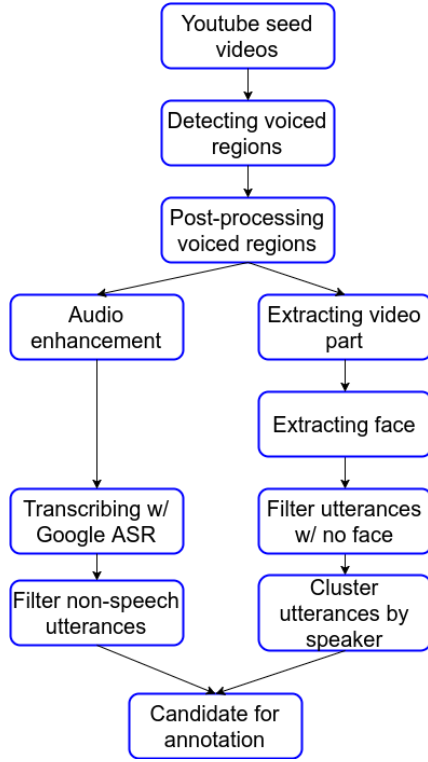 Youtube seed
videos
Detecting voiced
regions
Post-processing
voiced regions
Audio
enhancement
Extracting video
part
Extracting face
Transcribing w/
Google ASR
Filter utterances
w/ no face
Filter non-speech
utterances
Cluster
utterances by
speaker
Candidate for
annotation